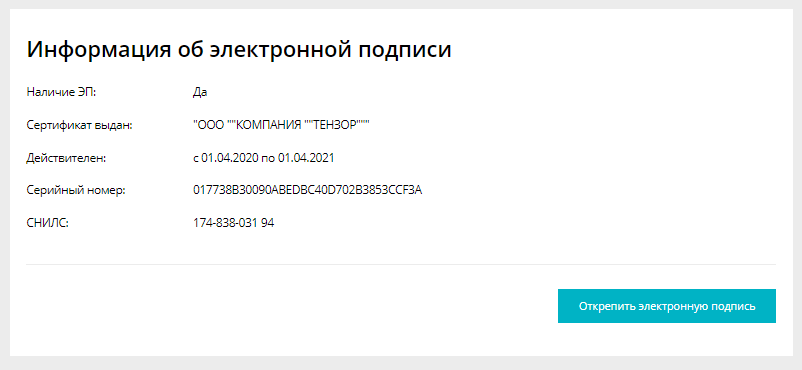 Информация об электронной подписи
Наличие ЭП: Да
Сертификат выдан: "ООО ""КОМПАНИЯ ""ТЕНЗОР"""
Действителен: с 01.04.2020 по 01.04.2021
Серийный номер: 017738B30090ABEDBC40D702B3853CCF3A
СНИЛС: 174-838-031 94
Открепить электронную подпись